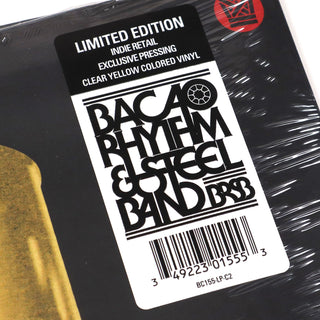 LIMITED EDITION
INDIE RETAIL
EXCLUSIVE PRESSING
CLEAR YELLOW COLORED VINYL
BACAO
RHYTHM
& STEEL
BAND BRSB
3 49223 01555 3
BC155-LP-C2